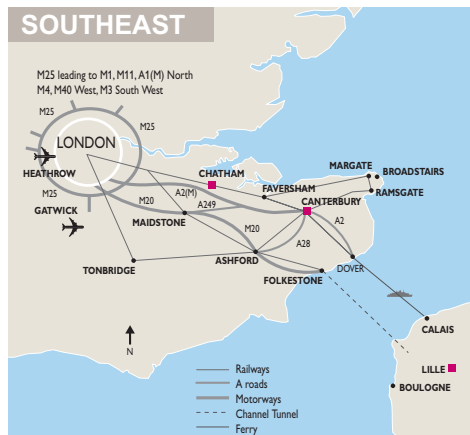 SOUTHEAST
M25 leading to M1, M11, A1(M) North
M4, M40 West, M3 South West
M25
M25
LONDON
HEATHROW
M25
GATWICK
CHATHAM
MARGATE
BROADSTAIRS
RAMSGATE
FAVERSHAM
CANTERBURY
A2(M)
M20
A249
MAIDSTONE
A2
M20
A28
TONBRIDGE
ASHFORD
DOVER
FOLKESTONE
CALAIS
LILLE
BOULOGNE
N
Railways
A roads
Motorways
Channel Tunnel
Ferry